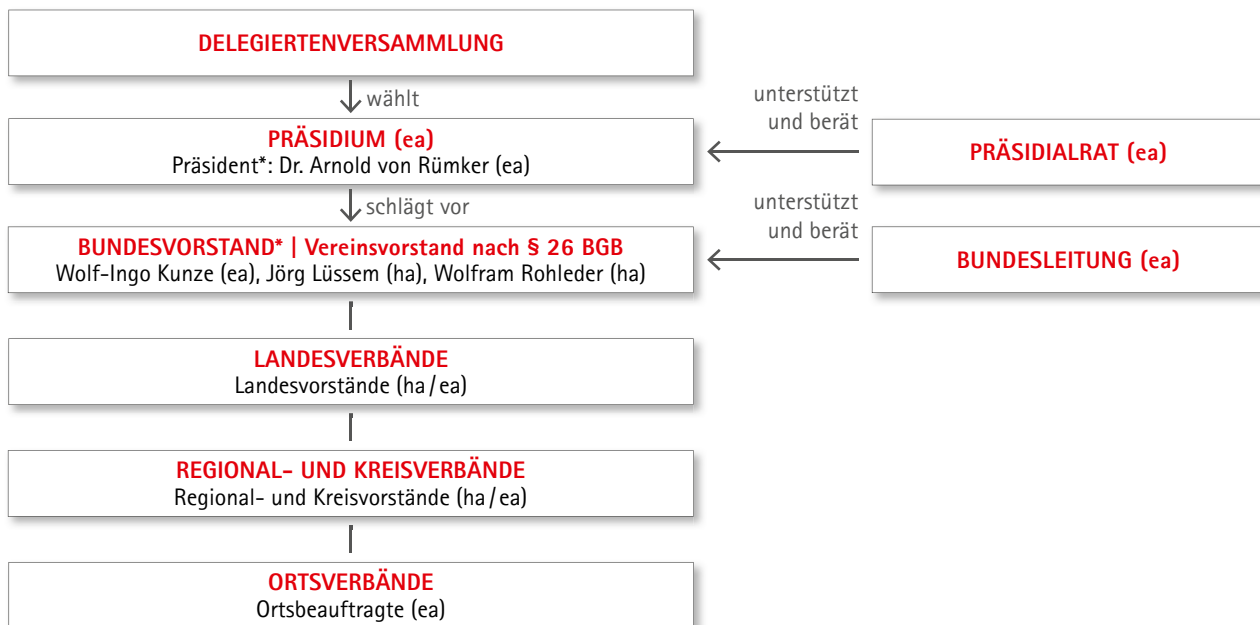 DELEGIERTENVERSAMMLUNG
wählt
PRÄSIDIUM (ea)
Präsident*: Dr. Arnold von Rümker (ea)
unterstützt
und berät
PRÄSIDIALRAT (ea)
schlägt vor
BUNDESVORSTAND* | Vereinsvorstand nach § 26 BGB
Wolf-Ingo Kunze (ea), Jörg Lüssem (ha), Wolfram Rohleder (ha)
unterstützt
und berät
BUNDESLEITUNG (ea)
LANDESVERBÄNDE
Landesvorstände (ha/ea)
REGIONAL- UND KREISVERBÄNDE
Regional- und Kreisvorstände (ha/ea)
ORTSVERBÄNDE
Ortsbeauftragte (ea)